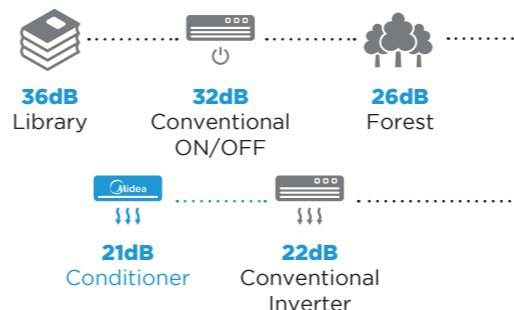 36dB
Library
32dB
Conventional
ON/OFF
26dB
Forest
Midea
21dB
Conditioner
22dB
Conventional
Inverter